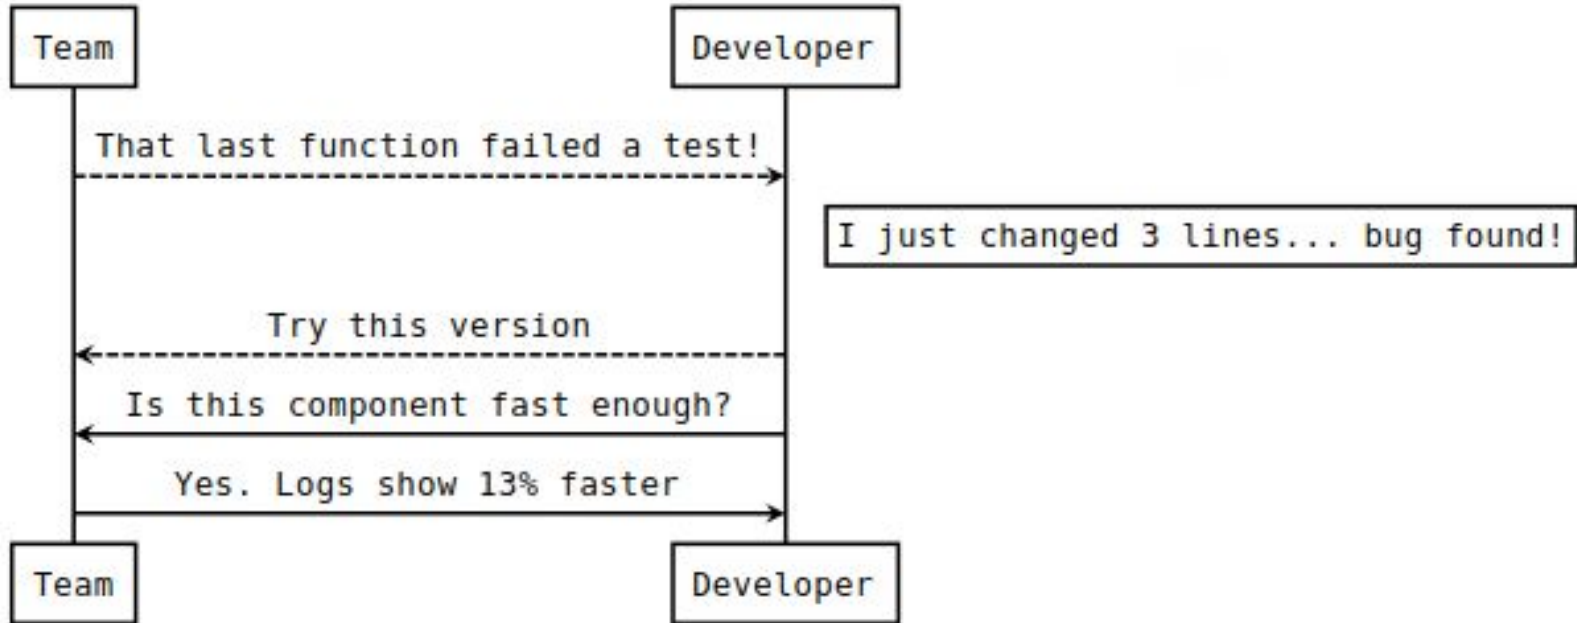 Team
Developer
That last function failed a test!
I just changed 3 lines... bug found!
Try this version
Is this component fast enough?
Yes. Logs show 13% faster
Team
Developer